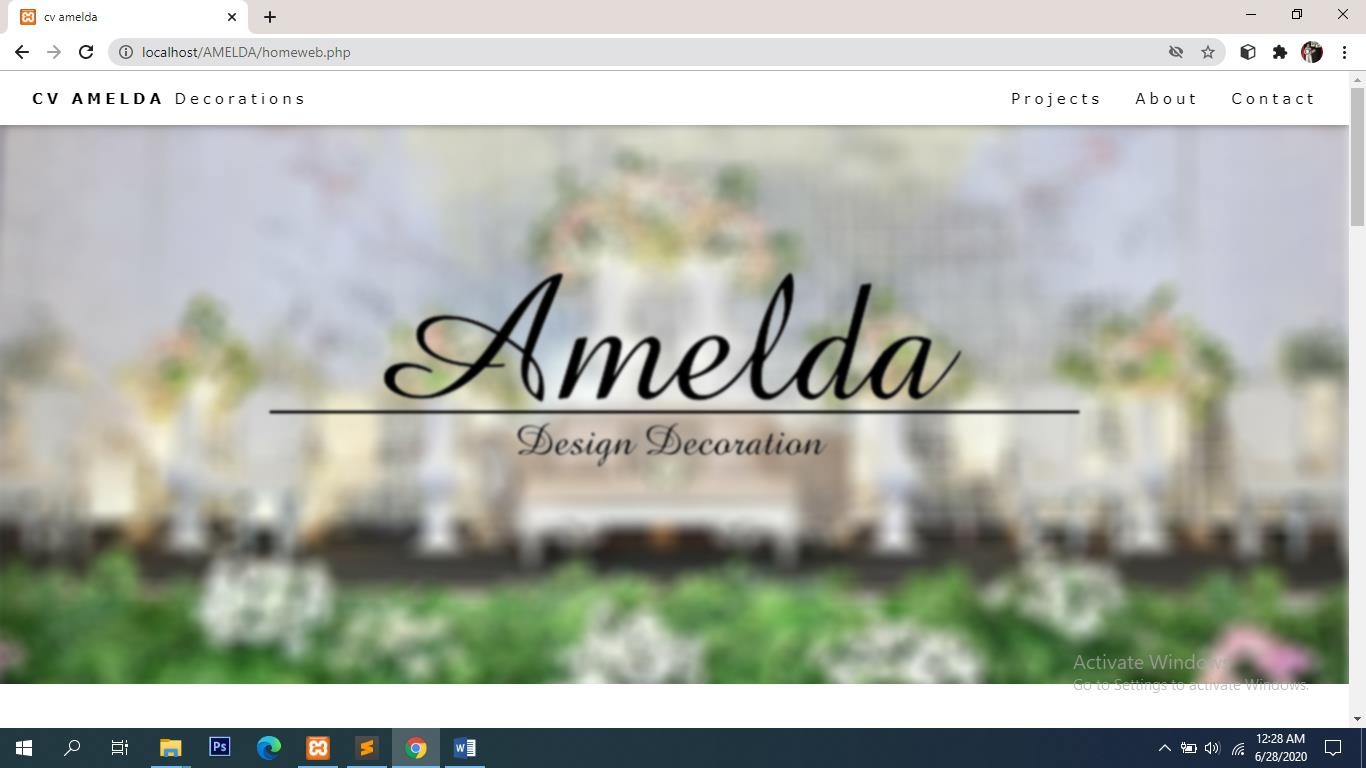 cv amelda
localhost/AMELDA/homeweb.php
CV AMELDA Decorations
Projects About Contact
Amelda
Design Decoration
Activate Windows
Go to Settings to activate Windows.
Ps
W
12:28 AM
6/28/2020